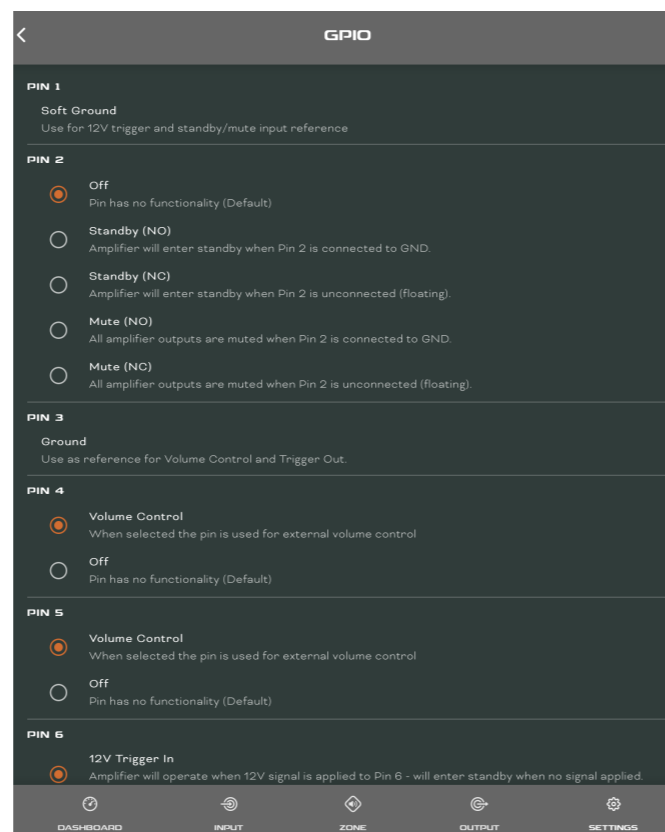 GPIO
PIN 1
Soft Ground
Use for 12V trigger and standby/mute input reference
PIN 2
Off
Pin has no functionality (Default)
Standby (NO)
Amplifier will enter standby when Pin 2 is connected to GND.
Standby (NC)
Amplifier will enter standby when Pin 2 is unconnected (floating).
Mute (NO)
All amplifier outputs are muted when Pin 2 is connected to GND.
Mute (NC)
All amplifier outputs are muted when Pin 2 is unconnected (floating).
PIN 3
Ground
Use as reference for Volume Control and Trigger Out.
PIN 4
Volume Control
When selected the pin is used for external volume control
Off
Pin has no functionality (Default)
PIN 5
Volume Control
When selected the pin is used for external volume control
Off
Pin has no functionality (Default)
PIN 6
12V Trigger In
Amplifier will operate when 12V signal is applied to Pin 6 - will enter standby when no signal applied.
DASHBOARD INPUT ZONE OUTPUT SETTINGS